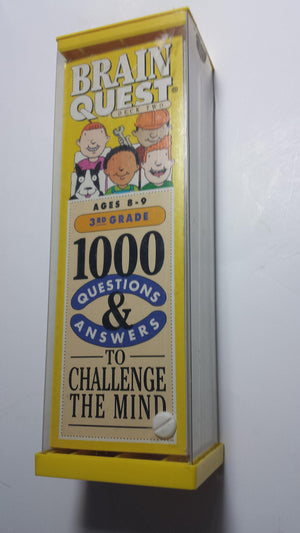 BRAIN
QUEST®
DECK TWO
AGES 8-9
3RD GRADE
1000
QUESTIONS
&
ANSWERS
TO
CHALLENGE
THE MIND